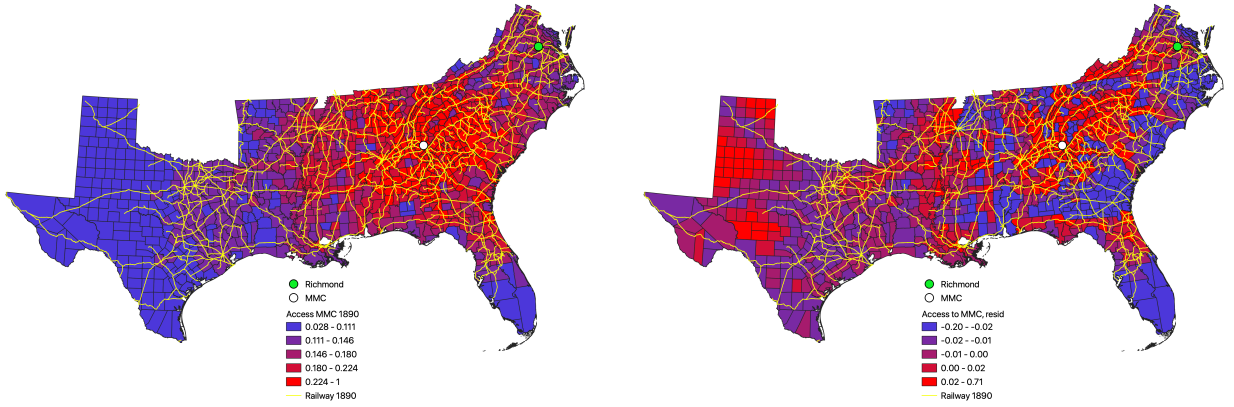 Richmond
MMC
Access MMC 1890
0.028 - 0.111
0.111 - 0.146
0.146 - 0.180
0.180 - 0.224
0.224 - 1
Railway 1890
Richmond
MMC
Access to MMC, resid
-0.20 - -0.02
-0.02 - -0.01
-0.01 - 0.00
0.00 - 0.02
0.02 - 0.71
Railway 1890